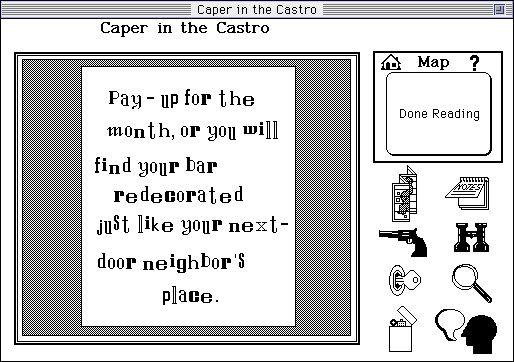 Caper in the Castro
Caper in the Castro
Pay-up for the
month, or you will
find your bar
redecorated
just like your next-
door neighbor's
place.
Map ?
Done Reading
NOTES